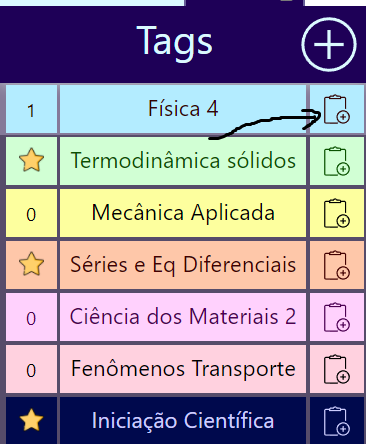 Tags
1 Física 4
Termodinâmica sólidos
0 Mecânica Aplicada
Séries e Eq Diferenciais
0 Ciência dos Materiais 2
0 Fenômenos Transporte
Iniciação Científica